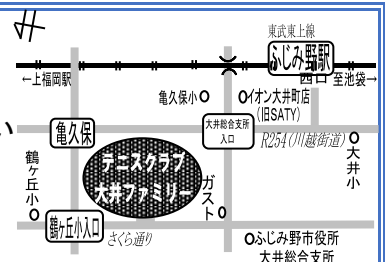 東武東上線
ふじみ野駅
←上福岡駅
西口
至池袋→
亀久保小
イオン大井町店
(旧SATY)
い
亀久保
大井総合支所
入口
R254(川越街道)
大井小
鶴ヶ丘小
テニスクラブ
大井ファミリー
ガスト
鶴ヶ丘小入口
さくら通り
ふじみ野市役所
大井総合支所